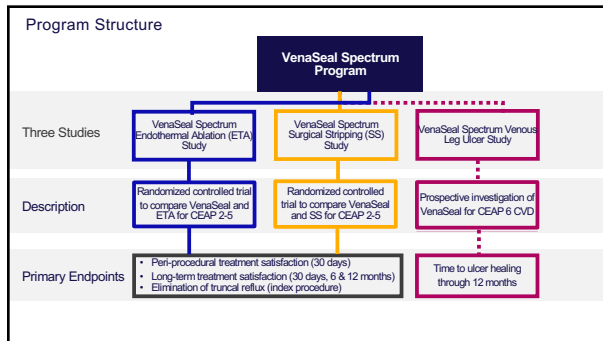 Program Structure
VenaSeal Spectrum
Program
Three Studies
VenaSeal Spectrum
Endothermal Ablation (ETA)
Study
VenaSeal Spectrum
Surgical Stripping (SS)
Study
VenaSeal Spectrum Venous
Leg Ulcer Study
Description
Randomized controlled trial
to compare VenaSeal and
ETA for CEAP 2-5
Randomized controlled
trial to compare VenaSeal
and SS for CEAP 2-5
Prospective investigation of
VenaSeal for CEAP 6 CVD
Primary Endpoints
• Peri-procedural treatment satisfaction (30 days)
• Long-term treatment satisfaction (30 days, 6 & 12 months)
• Elimination of truncal reflux (index procedure)
Time to ulcer healing
through 12 months